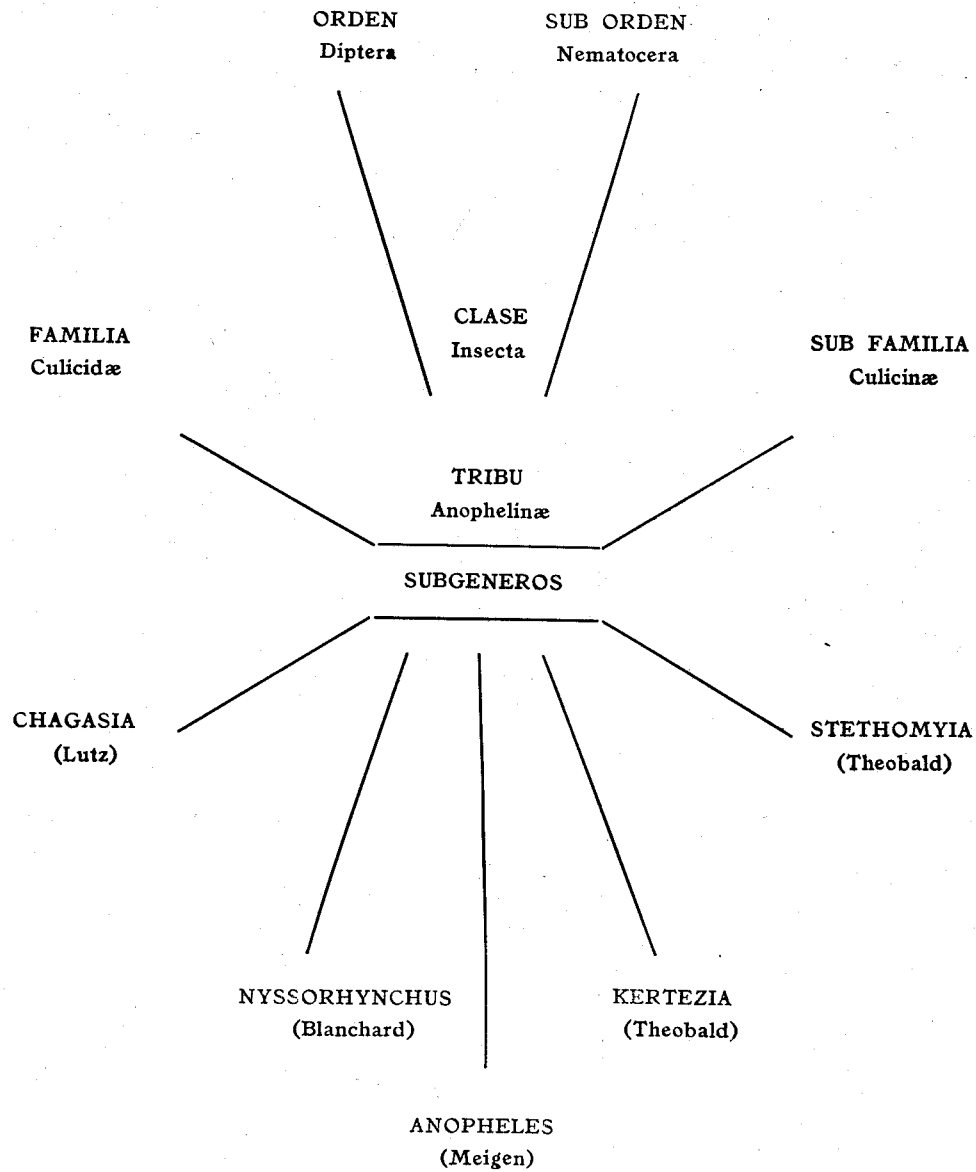 ORDEN
Diptera
SUB ORDEN
Nematocera
CLASE
Insecta
FAMILIA
Culicidæ
SUB FAMILIA
Culicinæ
TRIBU
Anophelinæ
SUBGENEROS
CHAGASIA
(Lutz)
STETHOMYIA
(Theobald)
NYSSORHYNCHUS
(Blanchard)
KERTEZIA
(Theobald)
ANOPHELES
(Meigen)